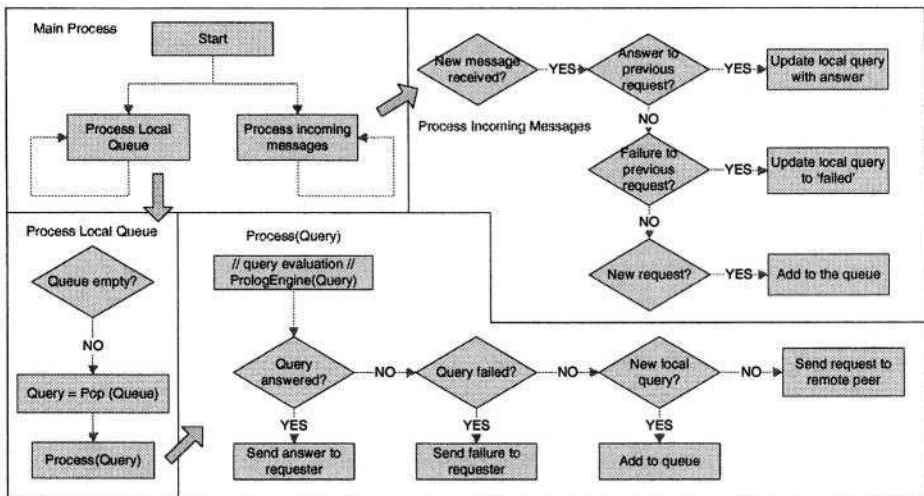 Main Process
Start
Process Local
Queue
Process incoming
messages
New message
received?
YES
Answer to
previous
request?
YES
Update local query
with answer
Process Incoming Messages
NO
Failure to
previous
request?
YES
Update local query
to 'failed'
NO
New request?
YES
Add to the queue
Process Local Queue
Queue empty?
NO
Query = Pop (Queue)
Process(Query)
Process(Query)
// query evaluation //
PrologEngine(Query)
Query
answered?
NO
Query failed?
NO
New local
query?
NO
Send request to
remote peer
YES
Send answer to
requester
YES
Send failure to
requester
YES
Add to queue